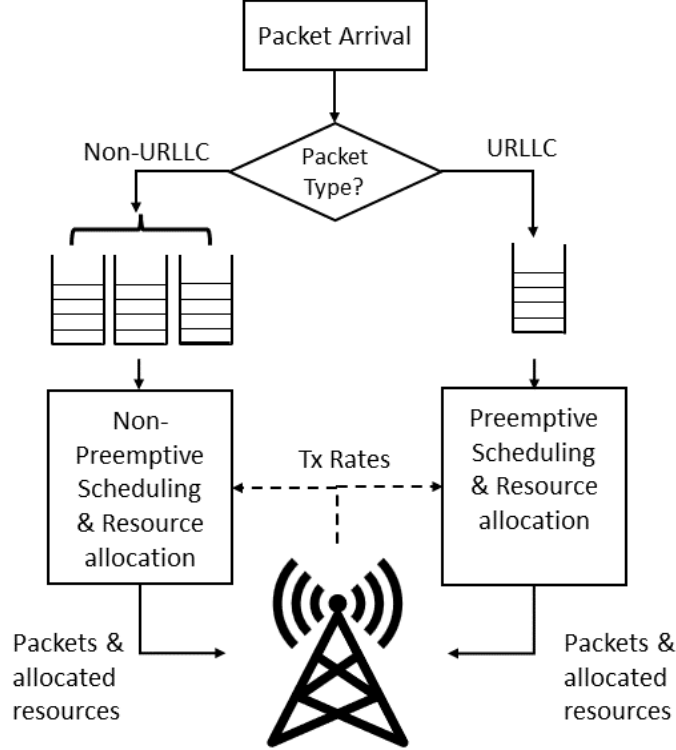 Packet Arrival
Non-URLLC
Packet
Type?
URLLC
Non-
Preemptive
Scheduling
& Resource
allocation
Tx Rates
Preemptive
Scheduling
& Resource
allocation
Packets &
allocated
resources
Packets &
allocated
resources